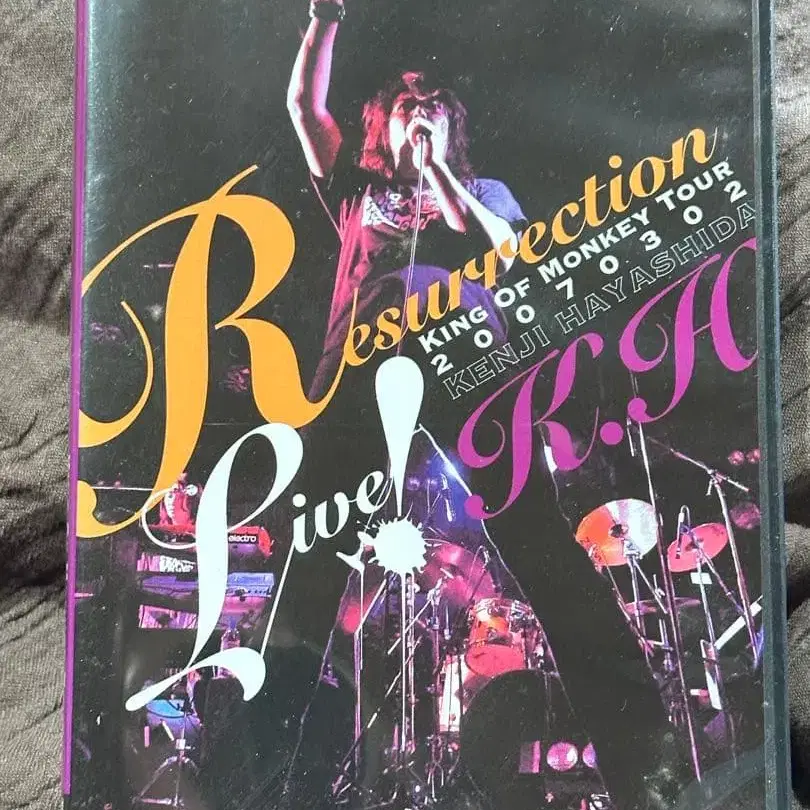 Resurrection
KING OF MONKEY TOUR
20070302
KENJI HAYASHIDA
K.H
Live!
electro